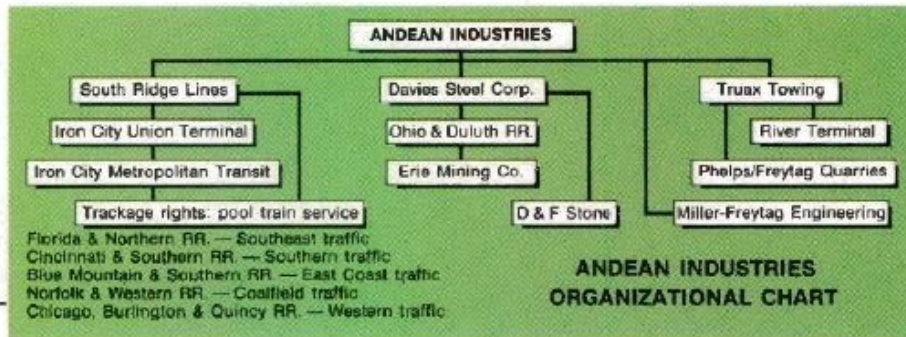 ANDEAN INDUSTRIES
South Ridge Lines
Davies Steel Corp.
Truax Towing
Iron City Union Terminal
Ohio & Duluth RR.
River Terminal
Iron City Metropolitan Transit
Erie Mining Co.
Phelps/Freytag Quarries
Trackage rights: pool train service
D & F Stone
Miller-Freytag Engineering
Florida & Northern RR. — Southeast traffic
Cincinnati & Southern RR. — Southern traffic
Blue Mountain & Southern RR. — East Coast traffic
Norfolk & Western RR. — Coalfield traffic
Chicago, Burlington & Quincy RR. — Western traffic
ANDEAN INDUSTRIES
ORGANIZATIONAL CHART